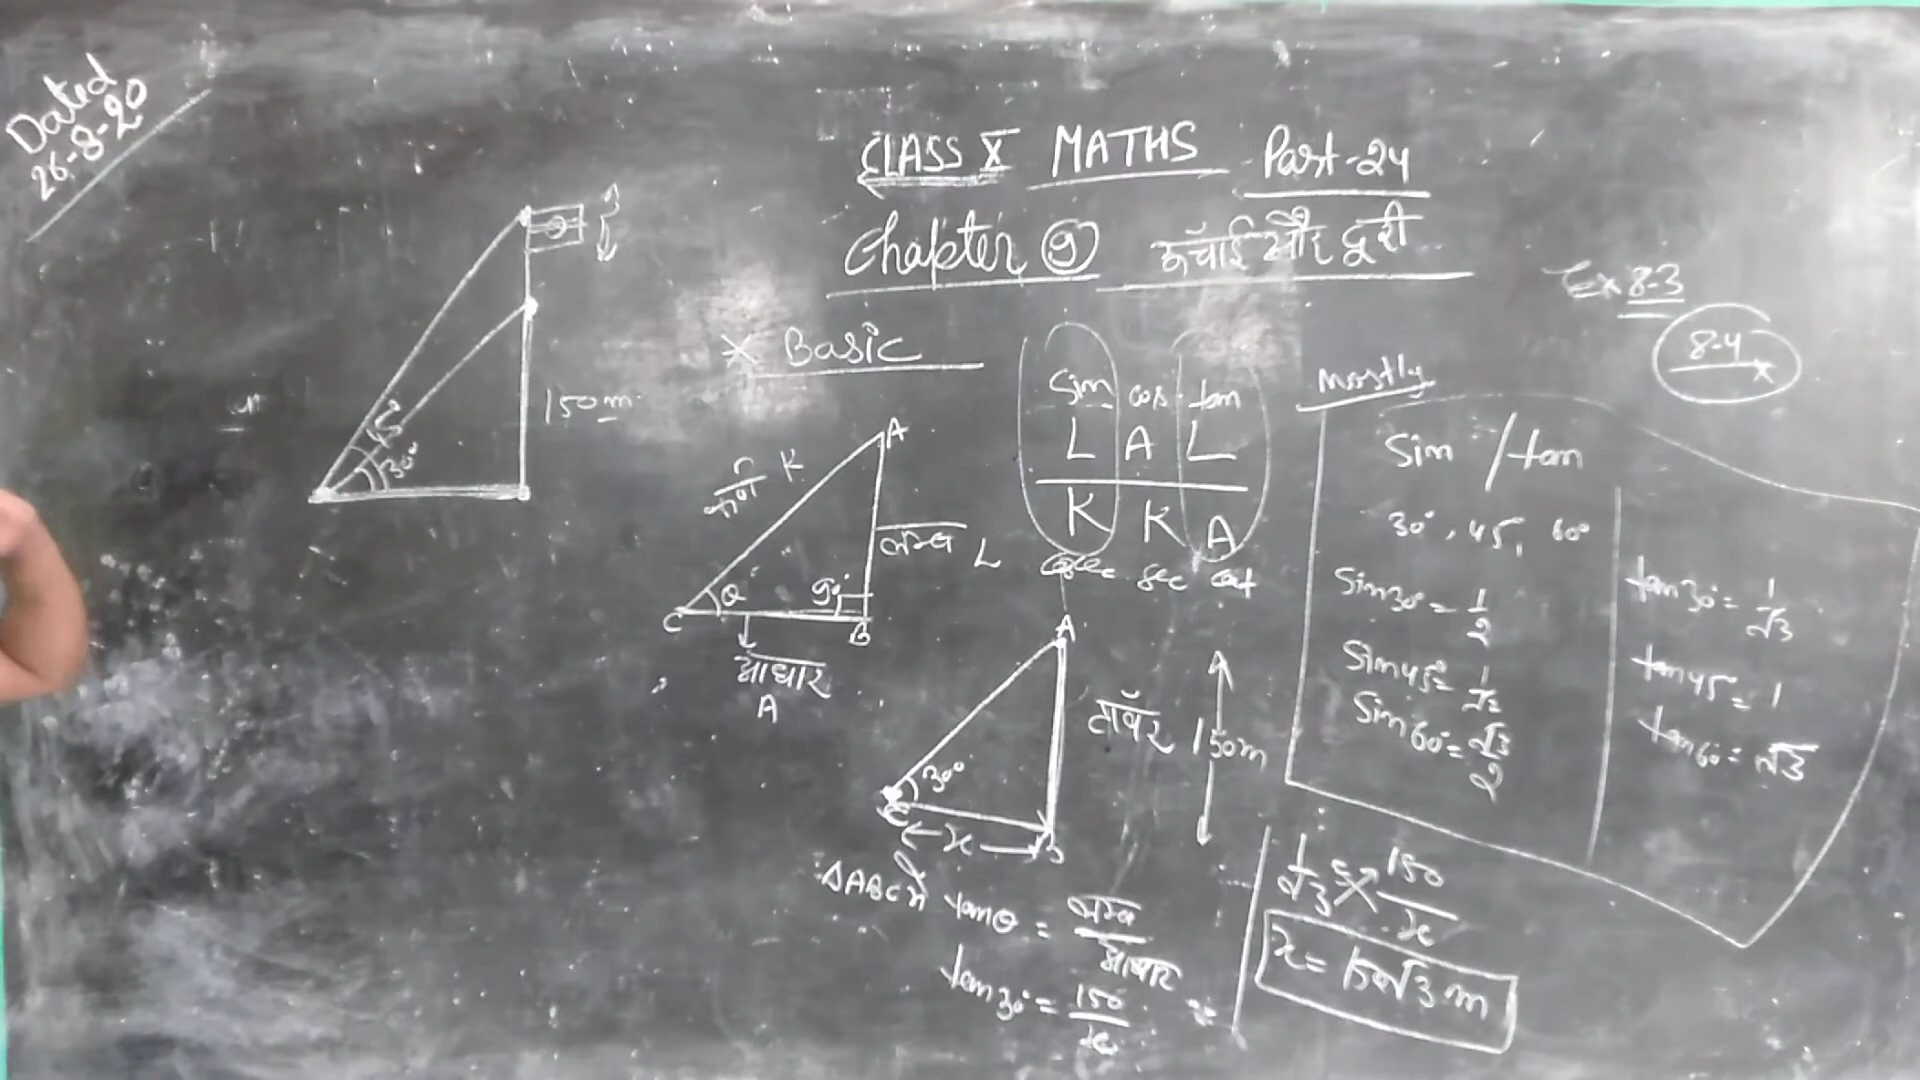 Dated
26-8-20
CLASS X MATHS Part-24
Chapter 9 ऊँचाई और दूरी
Ex 8.3
8.4
Basic
150m
45°
30°
A
कर्ण K
लम्ब L
θ
90°
C
B
आधार
A
Sin cos tan
L A L
K K A
cosec sec cot
Mostly
Sin / tan
30°, 45, 60°
Sin30° = 1/2
Sin45° = 1/√2
Sin60° = √3/2
tan30° = 1/√3
tan45 = 1
tan60° = √3
A
टॉवर 150m
30°
C
x
B
ΔABC में tanθ = लम्ब/आधार
tan30° = 150/x
1/√3 = 150/x
x = 150√3 m